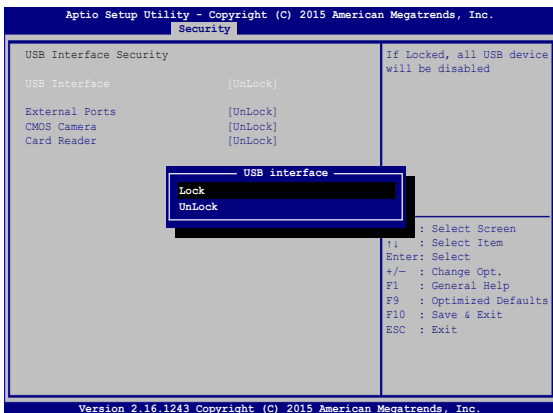 Aptio Setup Utility - Copyright (C) 2015 American Megatrends, Inc.
Security
USB Interface Security
USB Interface [UnLock]
External Ports [UnLock]
CMOS Camera [UnLock]
Card Reader [UnLock]
If Locked, all USB device
will be disabled
USB interface
Lock
UnLock
: Select Screen
↑↓ : Select Item
Enter: Select
+/— : Change Opt.
F1 : General Help
F9 : Optimized Defaults
F10 : Save & Exit
ESC : Exit
Version 2.16.1243 Copyright (C) 2015 American Megatrends, Inc.